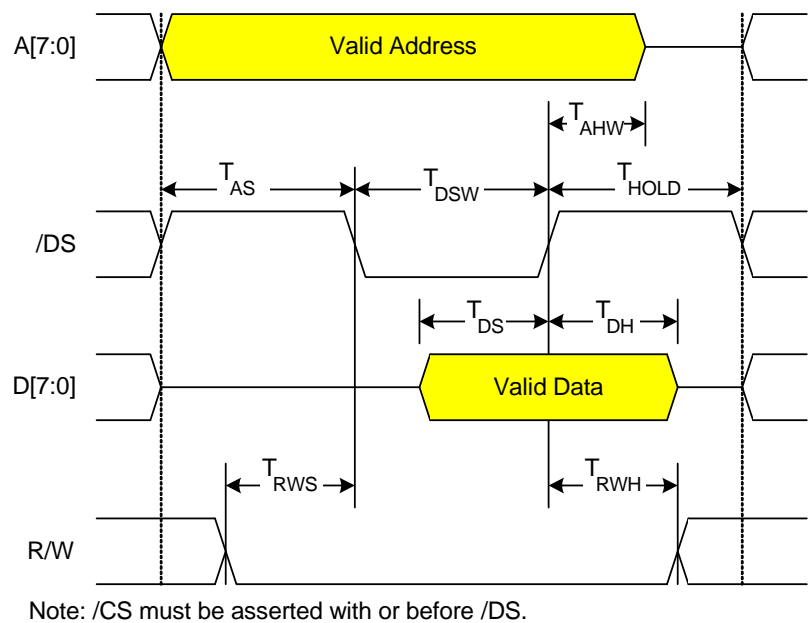 A[7:0]
Valid Address
TAHW
TAS
TDSW
THOLD
/DS
TDS
TDH
D[7:0]
Valid Data
TRWS
TRWH
R/W
Note: /CS must be asserted with or before /DS.